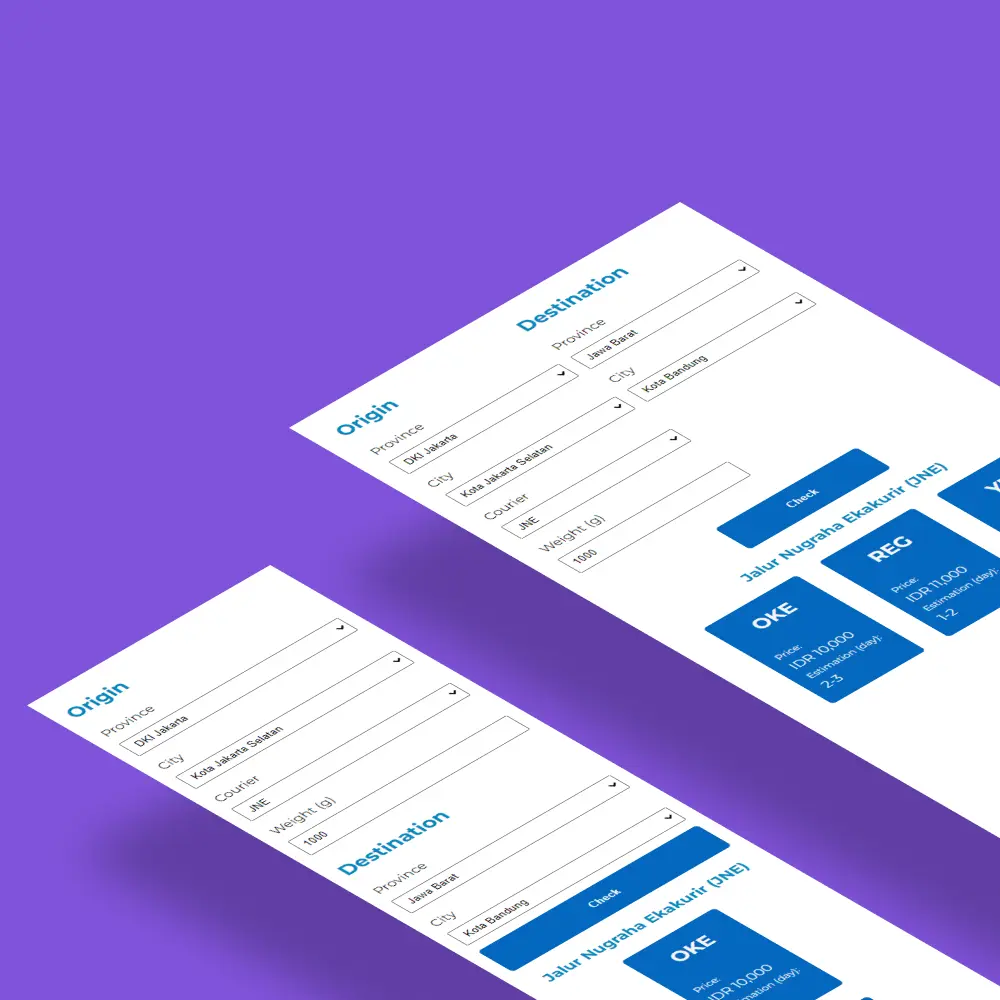 Destination
Province
Jawa Barat
City
Kota Bandung
Origin
Province
DKI Jakarta
City
Kota Jakarta Selatan
Courier
JNE
Weight (g)
1000
Check
Jalur Nugraha Ekakurir (JNE)
OKE
Price:
IDR 10,000
Estimation (day):
2-3
REG
Price:
IDR 11,000
Estimation (day):
1-2
Origin
Province
DKI Jakarta
City
Kota Jakarta Selatan
Courier
JNE
Weight (g)
1000
Destination
Province
Jawa Barat
City
Kota Bandung
Check
Jalur Nugraha Ekakurir (JNE)
OKE
Price:
IDR 10,000
Estimation (day):